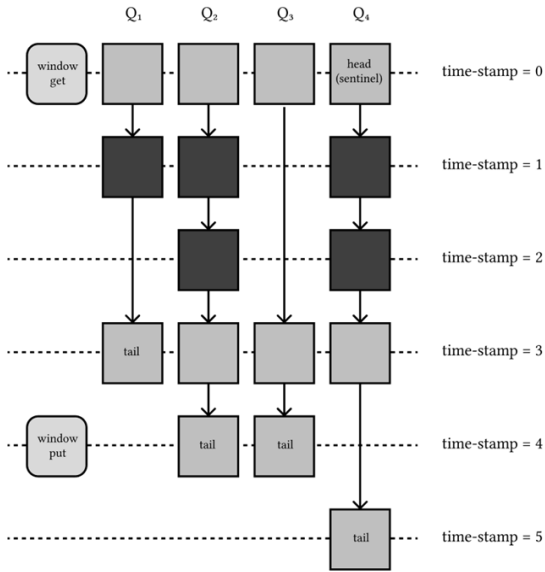 Q₁ Q₂ Q₃ Q₄
window
get
head
(sentinel)
time-stamp = 0
time-stamp = 1
time-stamp = 2
tail
time-stamp = 3
window
put
tail
tail
time-stamp = 4
tail
time-stamp = 5